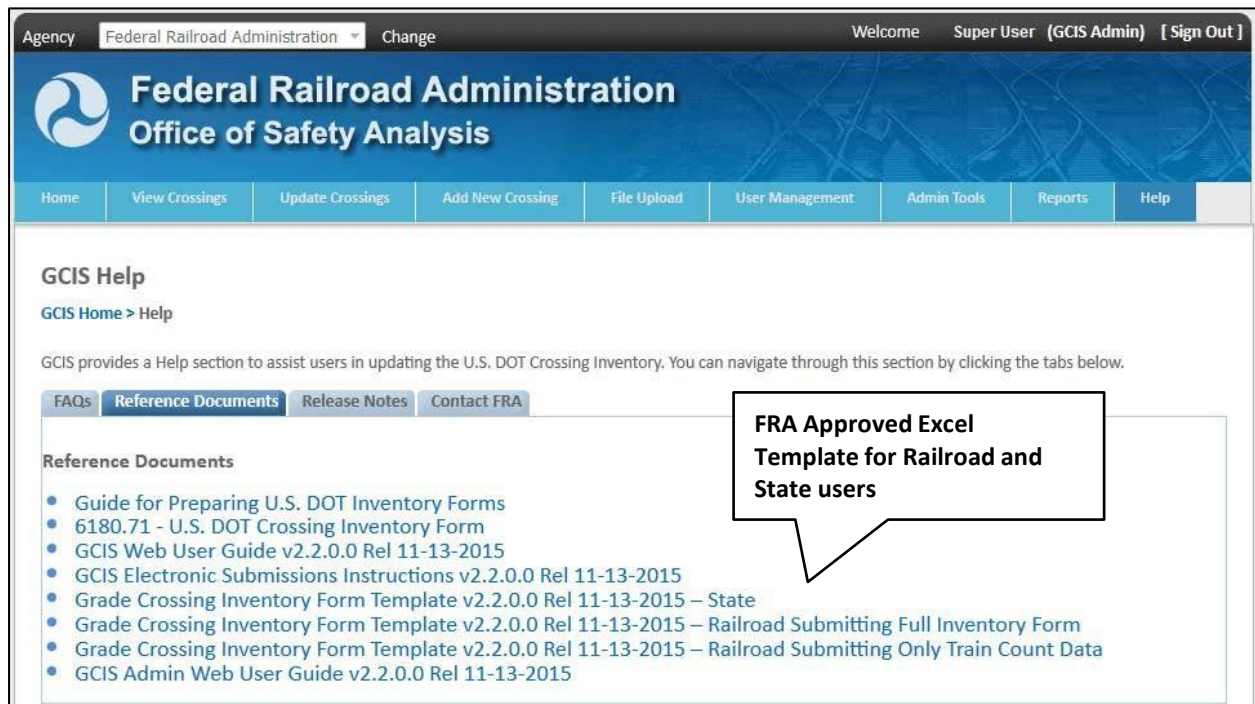 Agency Federal Railroad Administration Change Welcome Super User (GCIS Admin) [ Sign Out ]
Federal Railroad Administration
Office of Safety Analysis
Home View Crossings Update Crossings Add New Crossing File Upload User Management Admin Tools Reports Help
GCIS Help
GCIS Home > Help
GCIS provides a Help section to assist users in updating the U.S. DOT Crossing Inventory. You can navigate through this section by clicking the tabs below.
FAQs Reference Documents Release Notes Contact FRA
FRA Approved Excel
Template for Railroad and
State users
Reference Documents
• Guide for Preparing U.S. DOT Inventory Forms
• 6180.71 - U.S. DOT Crossing Inventory Form
• GCIS Web User Guide v2.2.0.0 Rel 11-13-2015
• GCIS Electronic Submissions Instructions v2.2.0.0 Rel 11-13-2015
• Grade Crossing Inventory Form Template v2.2.0.0 Rel 11-13-2015 – State
• Grade Crossing Inventory Form Template v2.2.0.0 Rel 11-13-2015 – Railroad Submitting Full Inventory Form
• Grade Crossing Inventory Form Template v2.2.0.0 Rel 11-13-2015 – Railroad Submitting Only Train Count Data
• GCIS Admin Web User Guide v2.2.0.0 Rel 11-13-2015